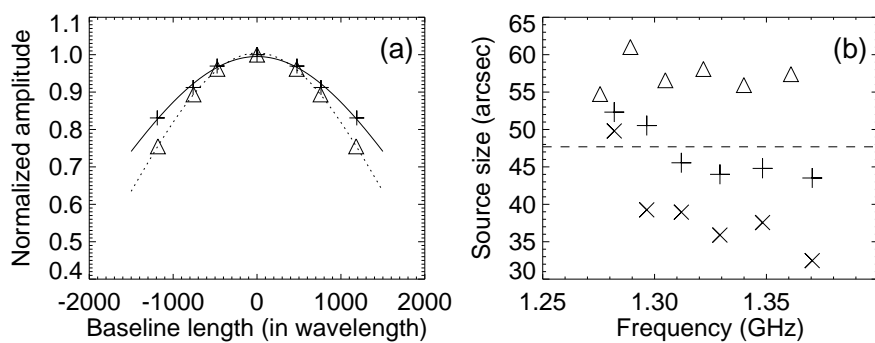 (a)
1.1
1.0
0.9
0.8
0.7
0.6
0.5
0.4
Normalized amplitude
-2000 -1000 0 1000 2000
Baseline length (in wavelength)
(b)
65
60
55
50
45
40
35
30
Source size (arcsec)
1.25 1.30 1.35
Frequency (GHz)